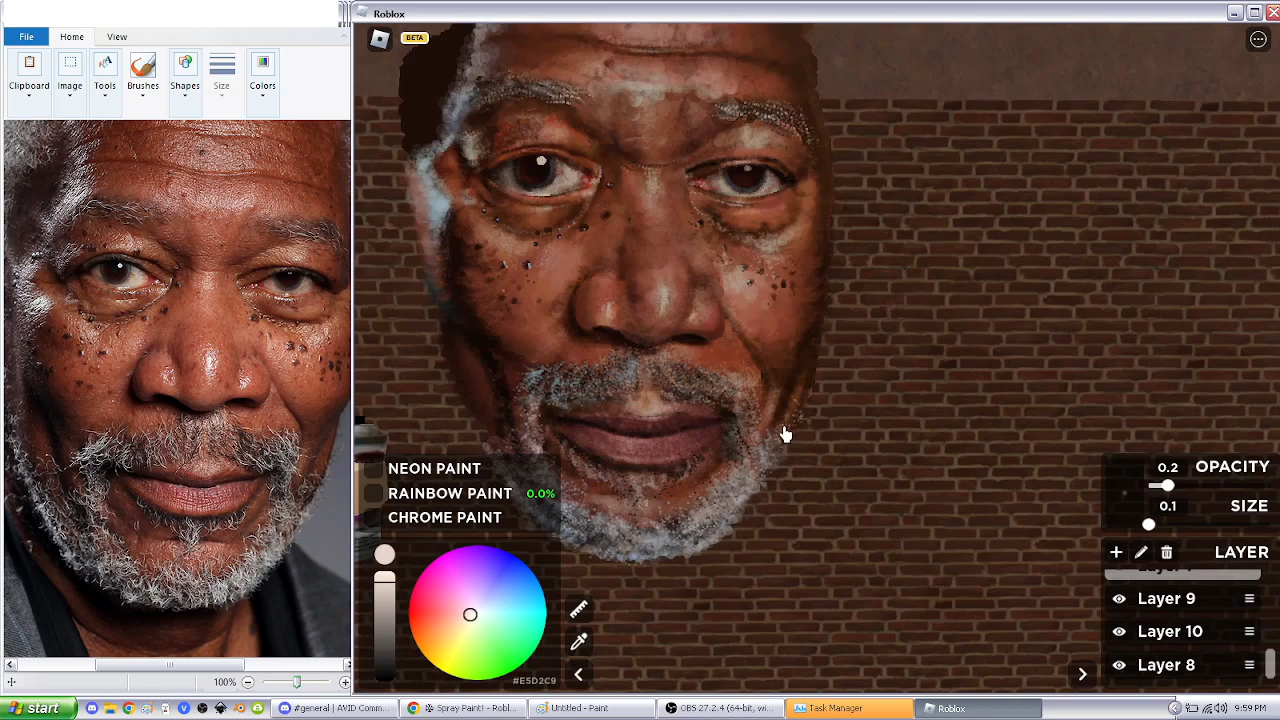 Roblox
File
Home
View
BETA
Clipboard
Image
Tools
Brushes
Shapes
Size
Colors
NEON PAINT
RAINBOW PAINT 0.0%
CHROME PAINT
#E5D2C9
0.2 OPACITY
0.1 SIZE
LAYER
Layer 9
Layer 10
Layer 8
100%
start
#general | AVID Comm...
Spray Paint! - Robl...
Untitled - Paint
OBS 27.2.4 (64-bit, w...
Task Manager
Roblox
9:59 PM